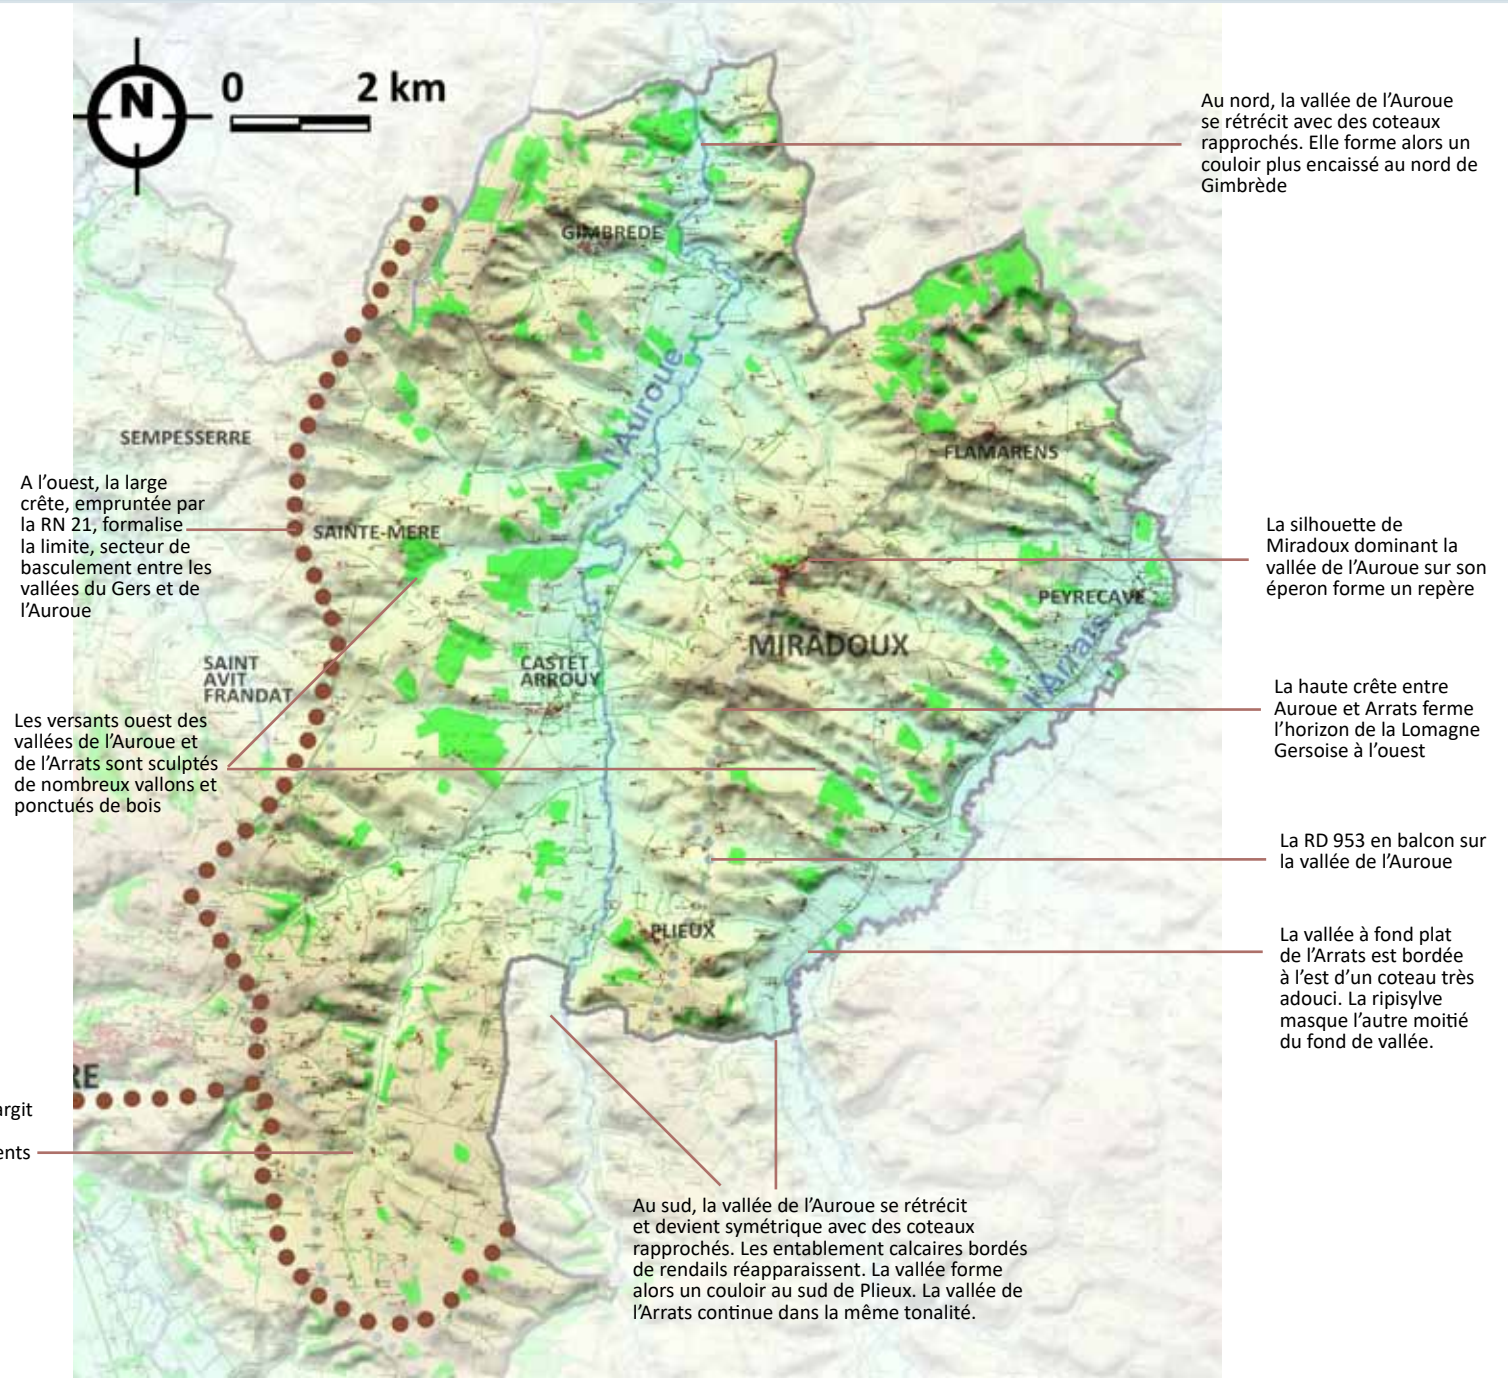 N
0 2 km
Au nord, la vallée de l’Auroue
se rétrécit avec des coteaux
rapprochés. Elle forme alors un
couloir plus encaissé au nord de
Gimbrède
GIMBREDE
l'Auroue
SEMPESSERRE
FLAMARENS
A l’ouest, la large
crête, empruntée par
la RN 21, formalise
la limite, secteur de
basculement entre les
vallées du Gers et de
l’Auroue
SAINTE-MERE
La silhouette de
Miradoux dominant la
vallée de l’Auroue sur son
éperon forme un repère
PEYRECAVE
MIRADOUX
l'Arrats
SAINT
AVIT
FRANDAT
CASTET
ARROUY
La haute crête entre
Auroue et Arrats ferme
l’horizon de la Lomagne
Gersoise à l’ouest
Les versants ouest des
vallées de l’Auroue et
de l’Arrats sont sculptés
de nombreux vallons et
ponctués de bois
La RD 953 en balcon sur
la vallée de l’Auroue
PLIEUX
La vallée à fond plat
de l’Arrats est bordée
à l’est d’un coteau très
adouci. La ripisylve
masque l’autre moitié
du fond de vallée.
RE
argit
ents
Au sud, la vallée de l’Auroue se rétrécit
et devient symétrique avec des coteaux
rapprochés. Les entablement calcaires bordés
de rendails réapparaissent. La vallée forme
alors un couloir au sud de Plieux. La vallée de
l’Arrats continue dans la même tonalité.